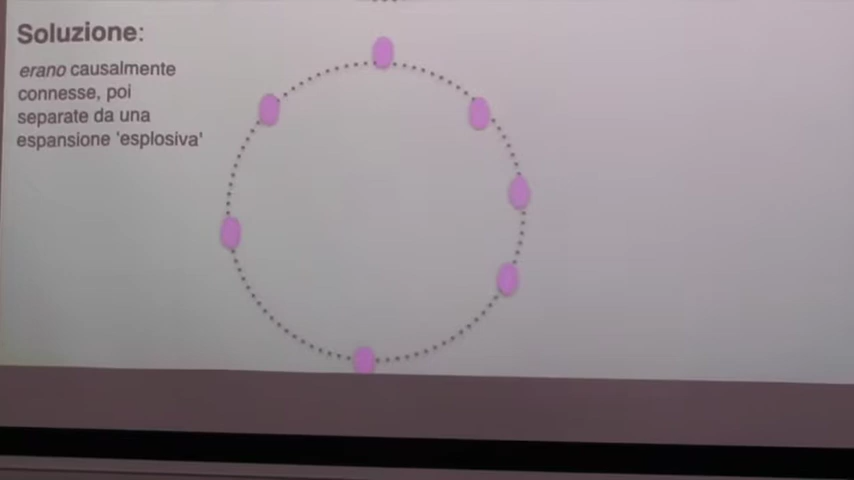 Soluzione:
erano causalmente
connesse, poi
separate da una
espansione 'esplosiva'